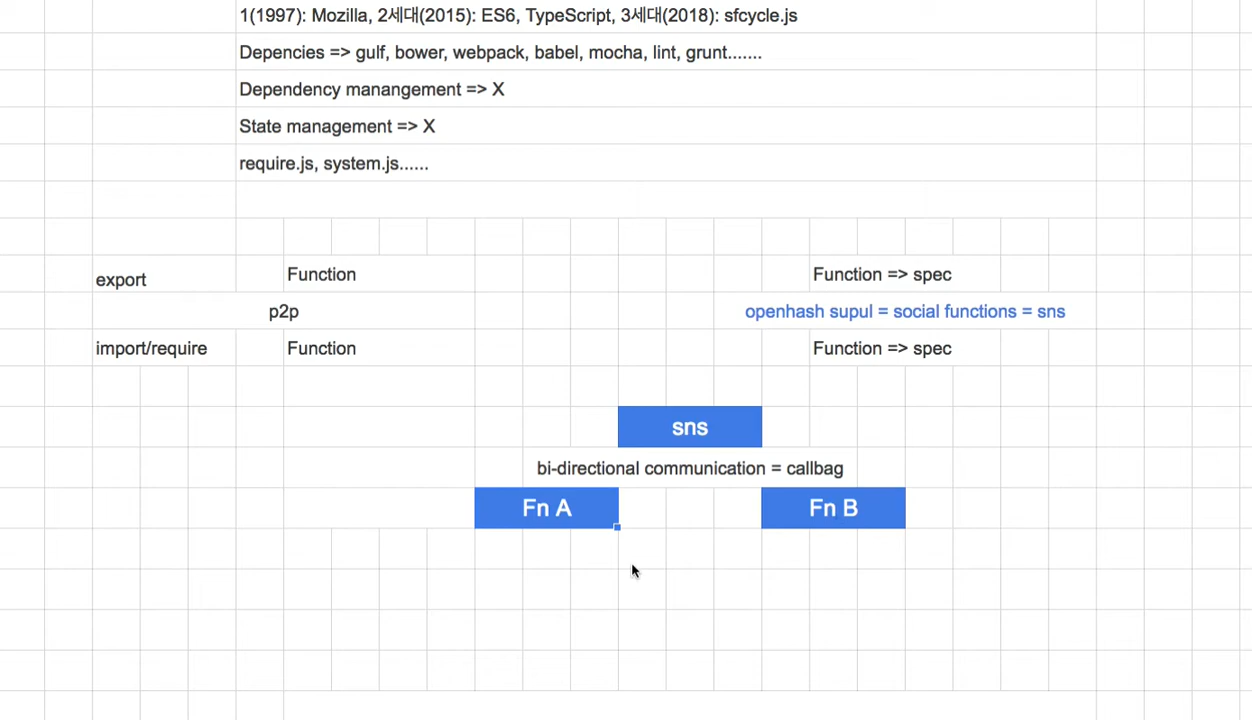 1(1997): Mozilla, 2세대(2015): ES6, TypeScript, 3세대(2018): sfcycle.js
Depencies => gulf, bower, webpack, babel, mocha, lint, grunt.......
Dependency manangement => X
State management => X
require.js, system.js......
export Function Function => spec
p2p openhash supul = social functions = sns
import/require Function Function => spec
sns
bi-directional communication = callbag
Fn A Fn B